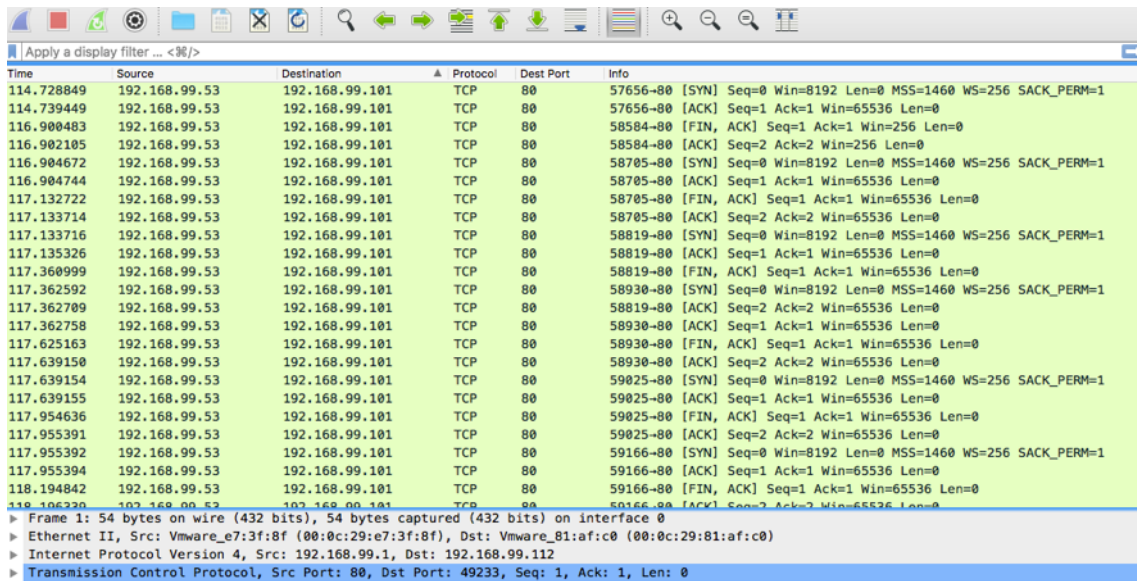 Apply a display filter ... <⌘/>
Time Source Destination Protocol Dest Port Info
114.728849 192.168.99.53 192.168.99.101 TCP 80 57656→80 [SYN] Seq=0 Win=8192 Len=0 MSS=1460 WS=256 SACK_PERM=1
114.739449 192.168.99.53 192.168.99.101 TCP 80 57656→80 [ACK] Seq=1 Ack=1 Win=65536 Len=0
116.900483 192.168.99.53 192.168.99.101 TCP 80 58584→80 [FIN, ACK] Seq=1 Ack=1 Win=256 Len=0
116.902105 192.168.99.53 192.168.99.101 TCP 80 58584→80 [ACK] Seq=2 Ack=2 Win=256 Len=0
116.904672 192.168.99.53 192.168.99.101 TCP 80 58705→80 [SYN] Seq=0 Win=8192 Len=0 MSS=1460 WS=256 SACK_PERM=1
116.904744 192.168.99.53 192.168.99.101 TCP 80 58705→80 [ACK] Seq=1 Ack=1 Win=65536 Len=0
117.132722 192.168.99.53 192.168.99.101 TCP 80 58705→80 [FIN, ACK] Seq=1 Ack=1 Win=65536 Len=0
117.133714 192.168.99.53 192.168.99.101 TCP 80 58705→80 [ACK] Seq=2 Ack=2 Win=65536 Len=0
117.133716 192.168.99.53 192.168.99.101 TCP 80 58819→80 [SYN] Seq=0 Win=8192 Len=0 MSS=1460 WS=256 SACK_PERM=1
117.135326 192.168.99.53 192.168.99.101 TCP 80 58819→80 [ACK] Seq=1 Ack=1 Win=65536 Len=0
117.360999 192.168.99.53 192.168.99.101 TCP 80 58819→80 [FIN, ACK] Seq=1 Ack=1 Win=65536 Len=0
117.362592 192.168.99.53 192.168.99.101 TCP 80 58930→80 [SYN] Seq=0 Win=8192 Len=0 MSS=1460 WS=256 SACK_PERM=1
117.362709 192.168.99.53 192.168.99.101 TCP 80 58819→80 [ACK] Seq=2 Ack=2 Win=65536 Len=0
117.362758 192.168.99.53 192.168.99.101 TCP 80 58930→80 [ACK] Seq=1 Ack=1 Win=65536 Len=0
117.625163 192.168.99.53 192.168.99.101 TCP 80 58930→80 [FIN, ACK] Seq=1 Ack=1 Win=65536 Len=0
117.639150 192.168.99.53 192.168.99.101 TCP 80 58930→80 [ACK] Seq=2 Ack=2 Win=65536 Len=0
117.639154 192.168.99.53 192.168.99.101 TCP 80 59025→80 [SYN] Seq=0 Win=8192 Len=0 MSS=1460 WS=256 SACK_PERM=1
117.639155 192.168.99.53 192.168.99.101 TCP 80 59025→80 [ACK] Seq=1 Ack=1 Win=65536 Len=0
117.954636 192.168.99.53 192.168.99.101 TCP 80 59025→80 [FIN, ACK] Seq=1 Ack=1 Win=65536 Len=0
117.955391 192.168.99.53 192.168.99.101 TCP 80 59025→80 [ACK] Seq=2 Ack=2 Win=65536 Len=0
117.955392 192.168.99.53 192.168.99.101 TCP 80 59166→80 [SYN] Seq=0 Win=8192 Len=0 MSS=1460 WS=256 SACK_PERM=1
117.955394 192.168.99.53 192.168.99.101 TCP 80 59166→80 [ACK] Seq=1 Ack=1 Win=65536 Len=0
118.194842 192.168.99.53 192.168.99.101 TCP 80 59166→80 [FIN, ACK] Seq=1 Ack=1 Win=65536 Len=0
118.196339 192.168.99.53 192.168.99.101 TCP 80 59166→80 [ACK] Seq=2 Ack=2 Win=65536 Len=0
Frame 1: 54 bytes on wire (432 bits), 54 bytes captured (432 bits) on interface 0
Ethernet II, Src: Vmware_e7:3f:8f (00:0c:29:e7:3f:8f), Dst: Vmware_81:af:c0 (00:0c:29:81:af:c0)
Internet Protocol Version 4, Src: 192.168.99.1, Dst: 192.168.99.112
Transmission Control Protocol, Src Port: 80, Dst Port: 49233, Seq: 1, Ack: 1, Len: 0